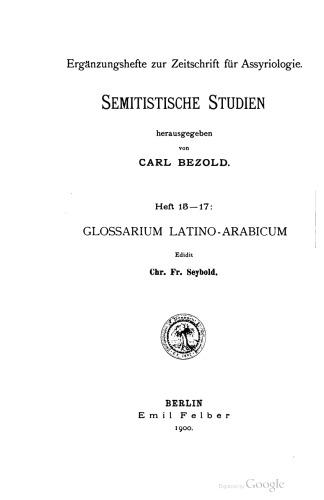 Ergänzungshefte zur Zeitschrift für Assyriologie.
SEMITISTISCHE STUDIEN
herausgegeben
von
CARL BEZOLD.
Heft 15—17:
GLOSSARIUM LATINO-ARABICUM
Edidit
Chr. Fr. Seybold.
BERLIN
Emil Felber
1900.
Digitized by Google